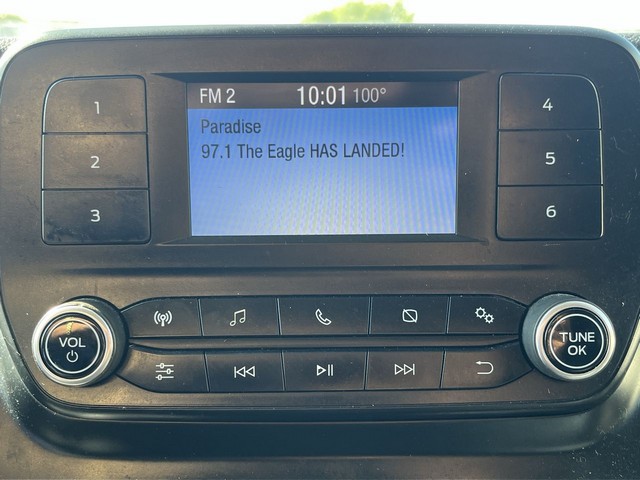 FM 2 10:01 100°
Paradise
97.1 The Eagle HAS LANDED!
1
2
3
4
5
6
VOL
TUNE
OK